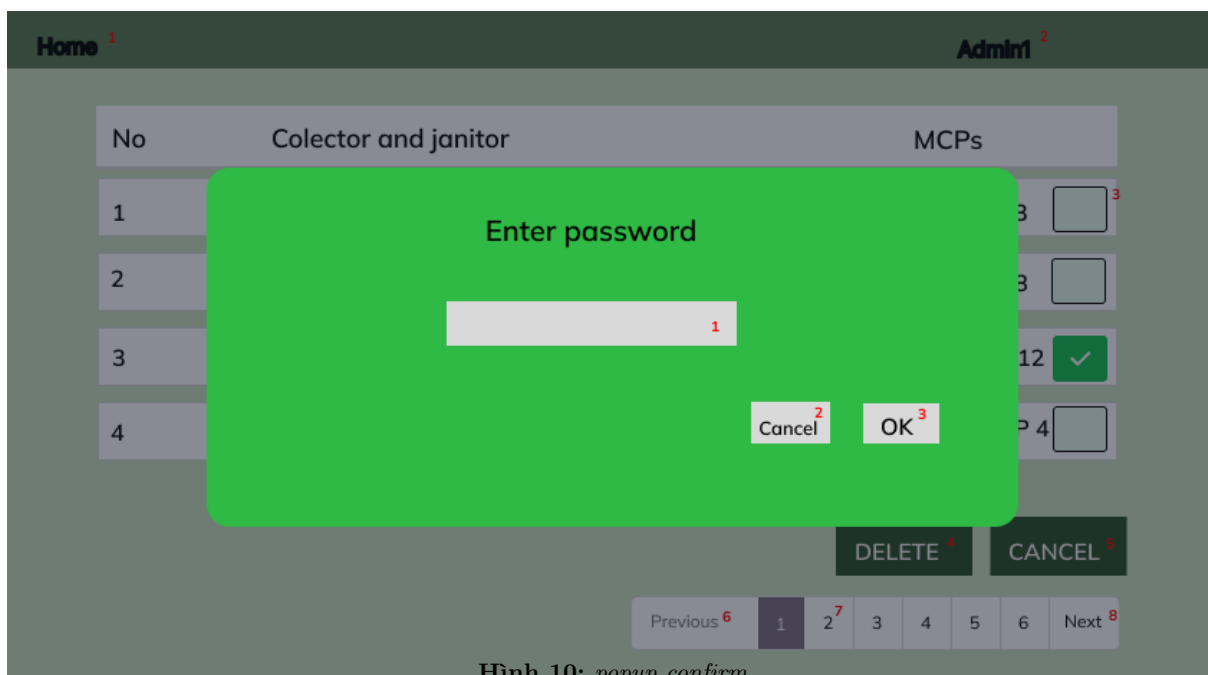 Home 1 Admin1 2
No Colector and janitor MCPs
1 3 3
Enter password
2 3
1
3 12
Cancel 2 OK 3
4 P 4
DELETE 4 CANCEL 5
Previous 6 1 2 7 3 4 5 6 Next 8
Hình 10: popup confirm